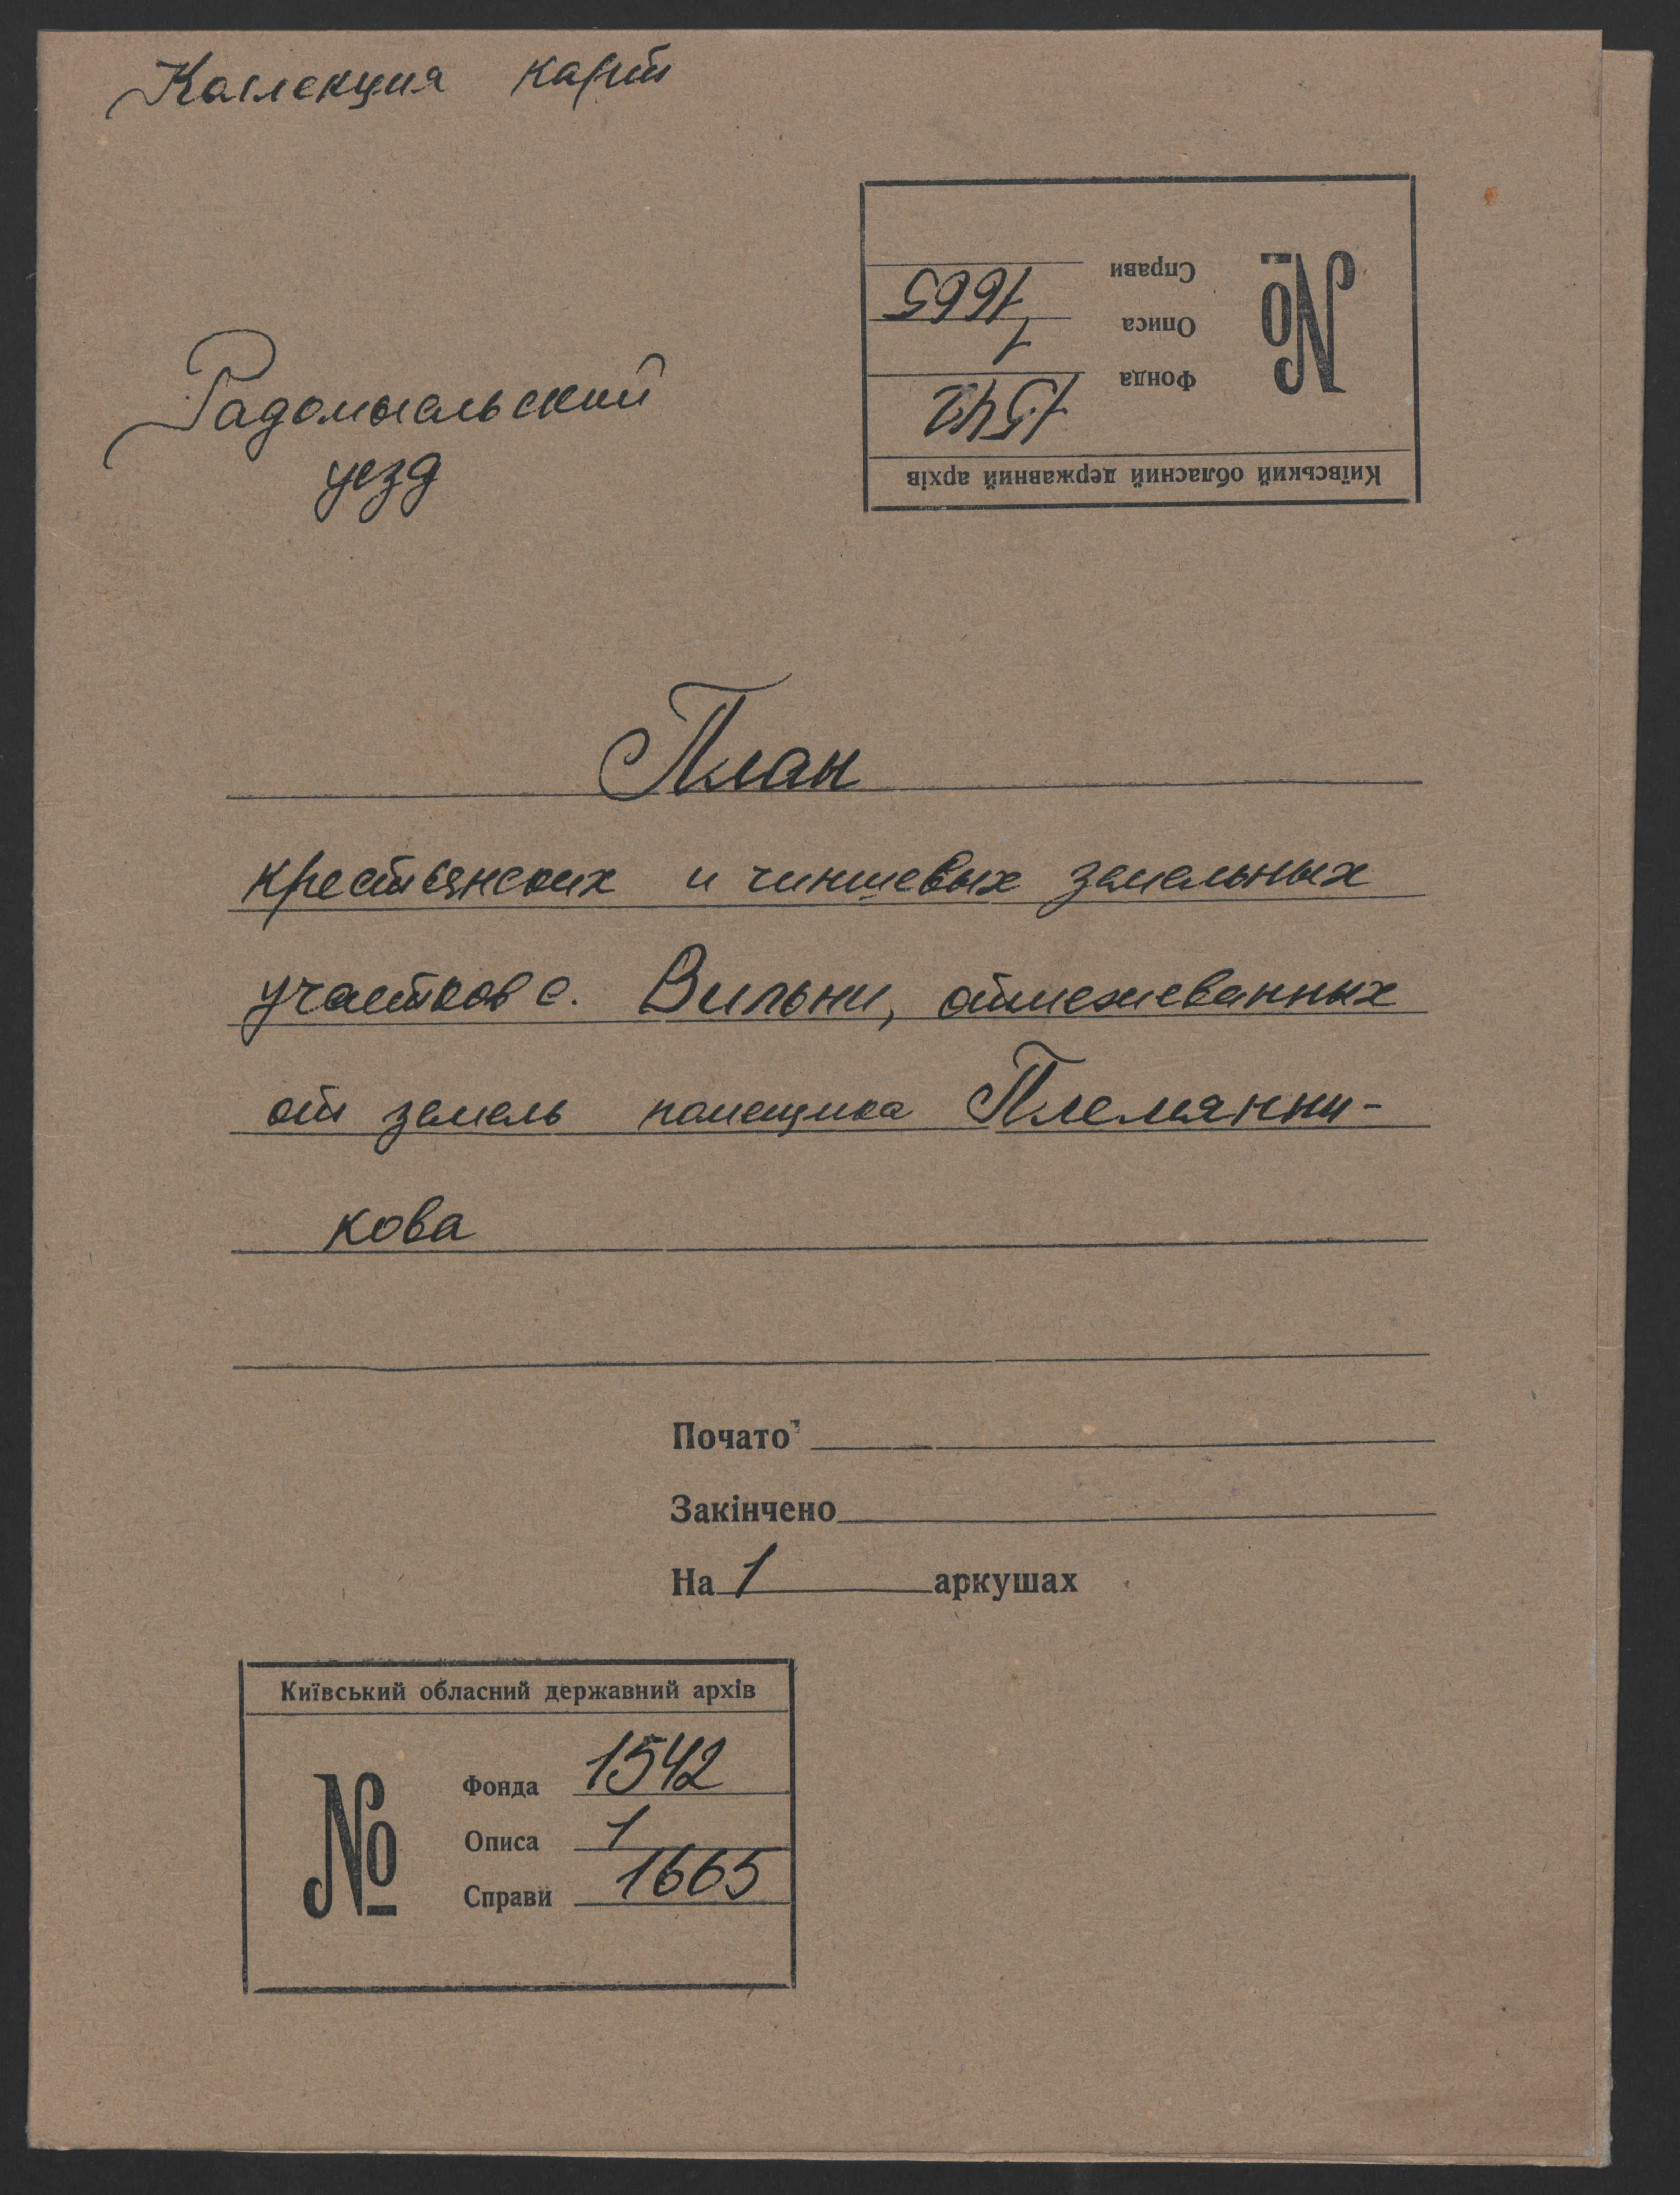 Коллекция карт
Киïвський обласний державний архів
№
Фонда 1542
Описа 1
Справи 1665
Радомысльский
уезд
План
крестьянских и чиншевых земельных
участков с. Вильни, отмежеванных
от земель помещика Племянни-
кова
Почато
Закінчено
На 1 аркушах
Київський обласний державний архів
№
Фонда 1542
Описа 1
Справи 1665